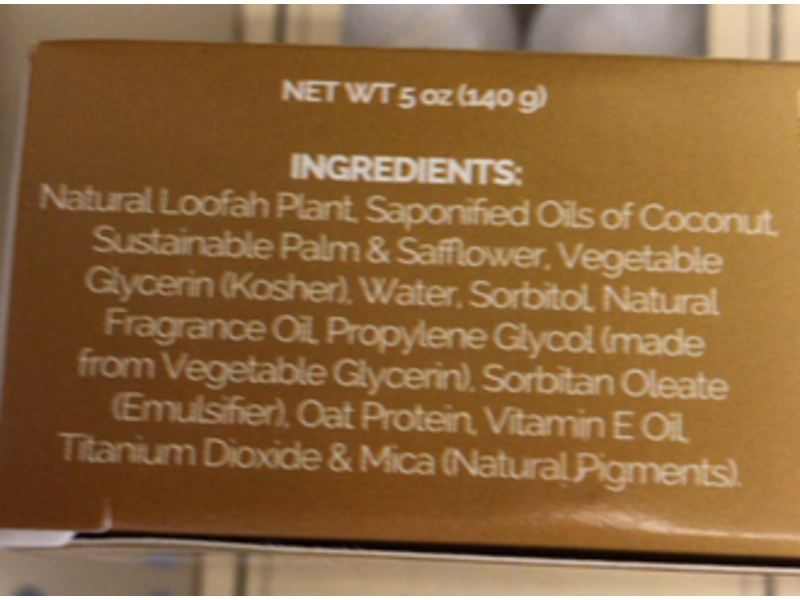 NET WT 5 oz (140 g)
INGREDIENTS:
Natural Loofah Plant, Saponified Oils of Coconut,
Sustainable Palm & Safflower, Vegetable
Glycerin (Kosher), Water, Sorbitol, Natural
Fragrance Oil, Propylene Glycol (made
from Vegetable Glycerin), Sorbitan Oleate
(Emulsifier), Oat Protein, Vitamin E Oil,
Titanium Dioxide & Mica (Natural Pigments).